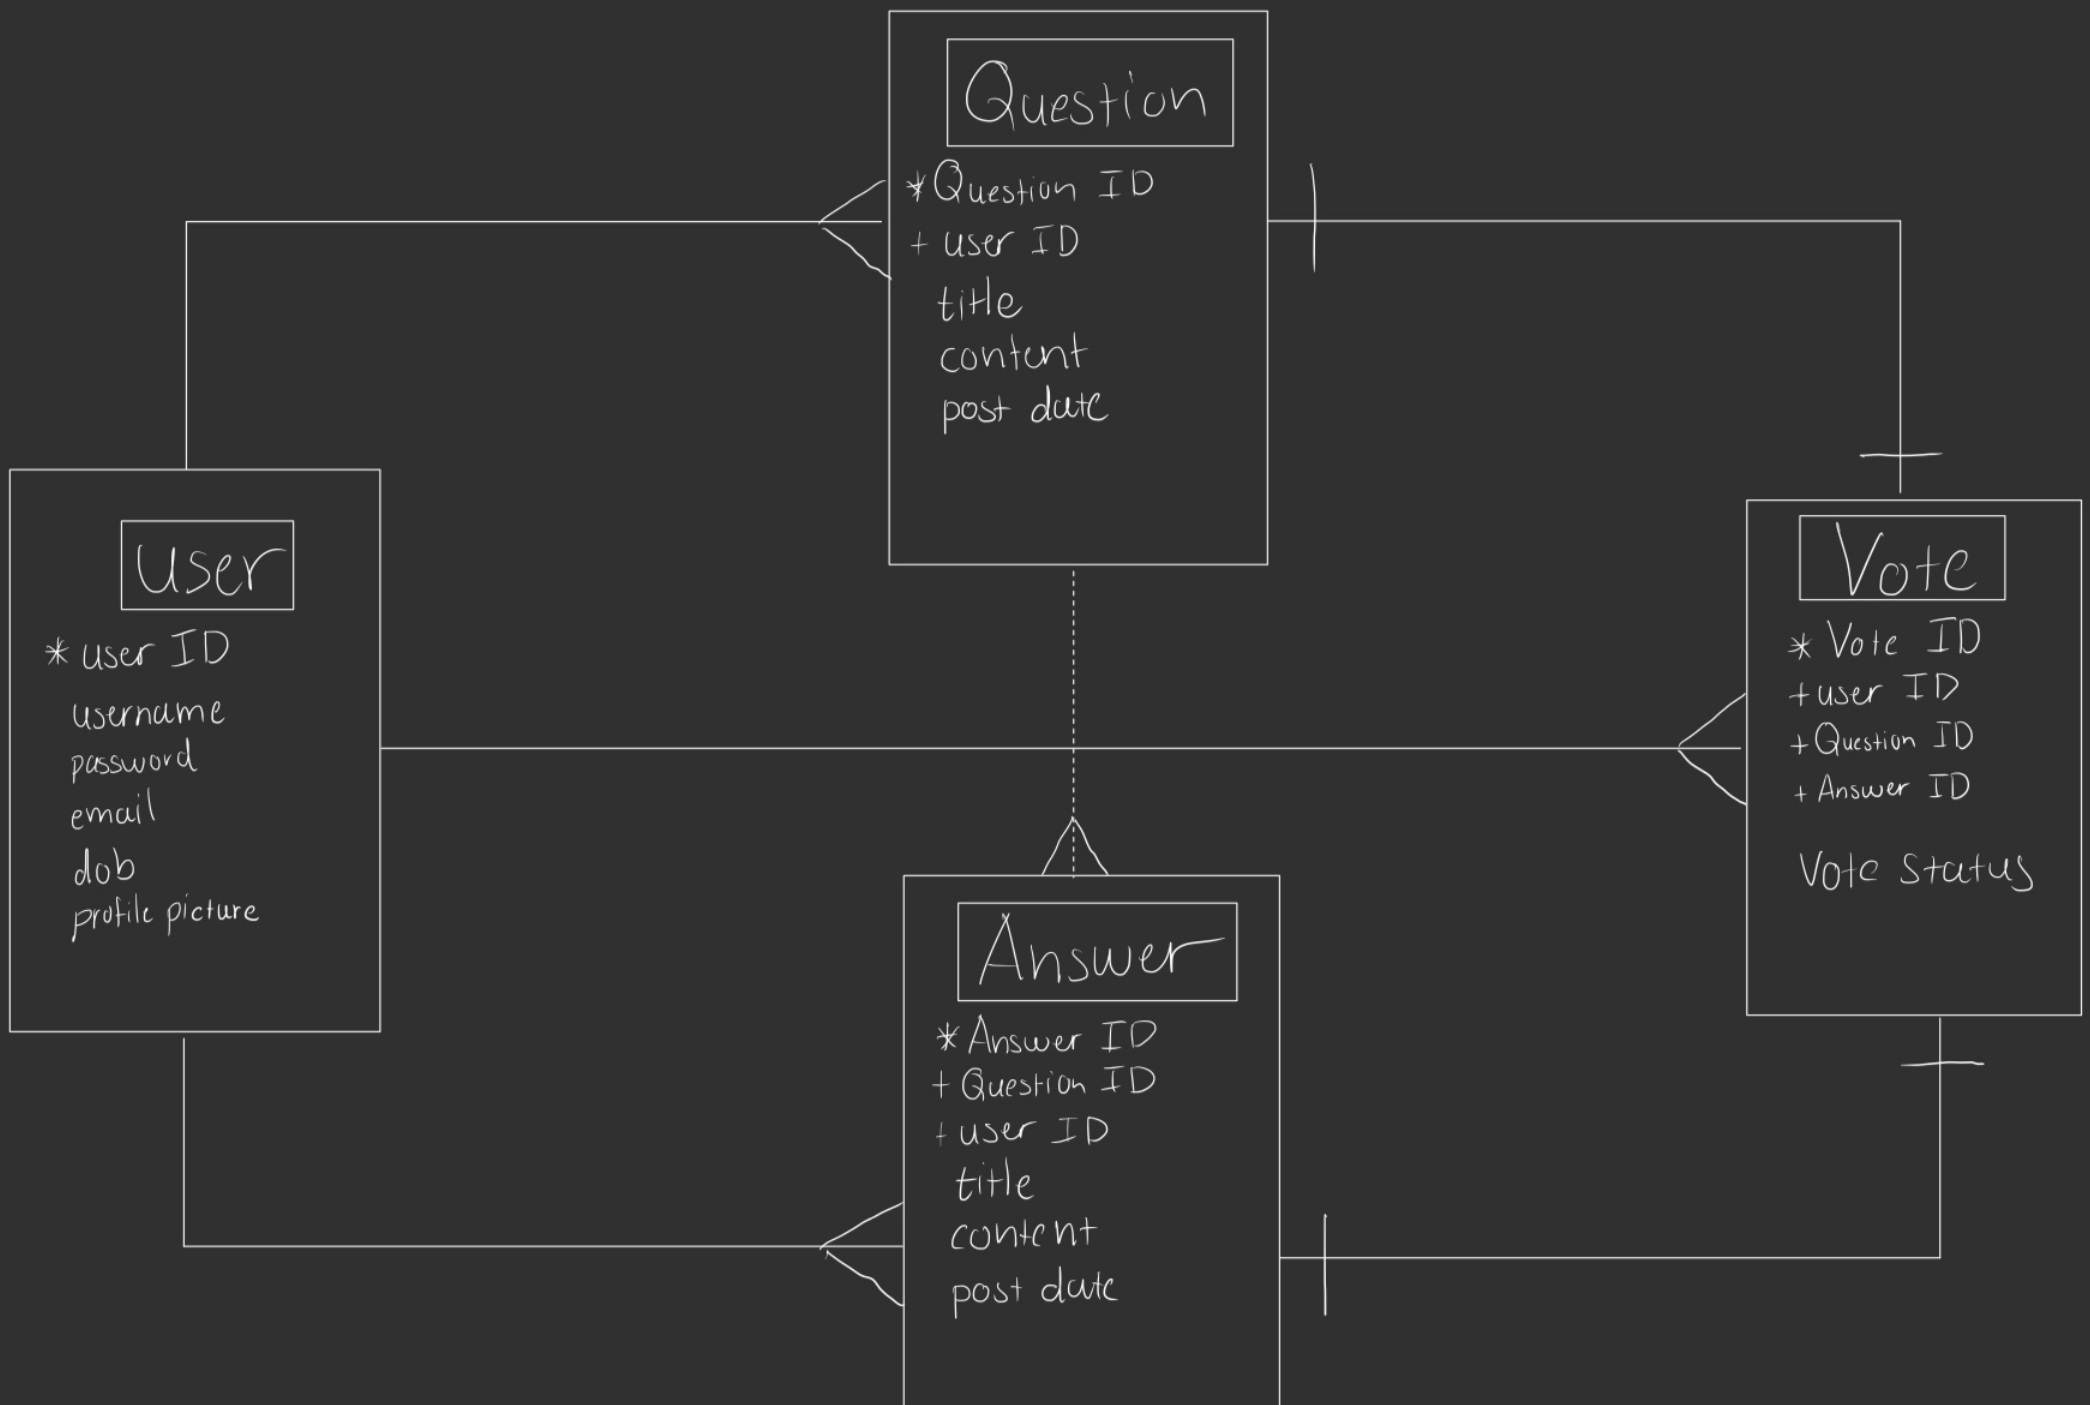 Question
*Question ID
+ user ID
title
content
post date
User
* user ID
username
password
email
dob
profile picture
Vote
* Vote ID
+ user ID
+ Question ID
+ Answer ID
Vote Status
Answer
* Answer ID
+ Question ID
+ user ID
title
content
post date